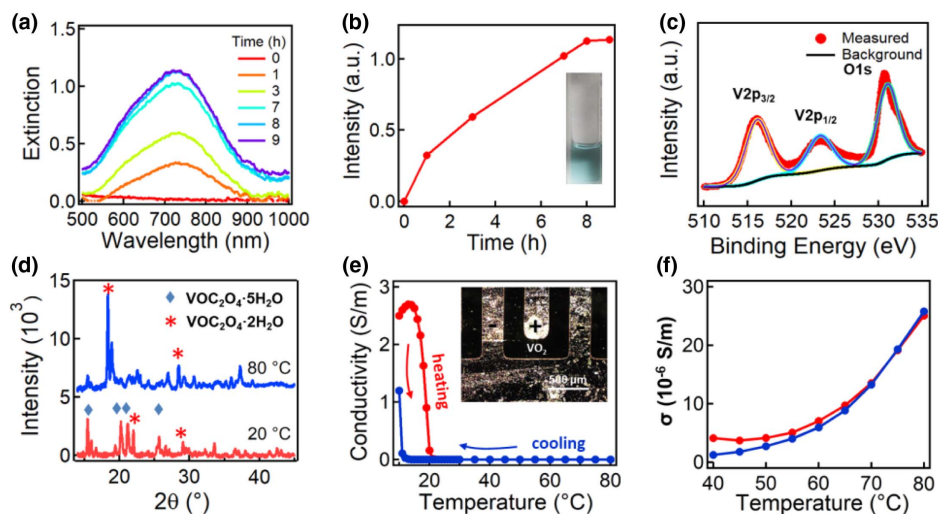 (a)
1.5
1.0
0.5
0.0
Extinction
500 600 700 800 900 1000
Wavelength (nm)
Time (h)
0
1
3
7
8
9
(b)
1.0
0.5
0.0
Intensity (a.u.)
0 2 4 6 8
Time (h)
(c)
Measured
Background
O1s
V2p3/2
V2p1/2
Intensity (a.u.)
510 515 520 525 530 535
Binding Energy (eV)
(d)
15
10
5
0
Intensity (10^3)
VOC2O4·5H2O
VOC2O4·2H2O
80 °C
20 °C
20 30 40
2θ (°)
(e)
3
2
1
0
Conductivity (S/m)
heating
cooling
- + -
VO2
500 µm
10 20 30 40 50 60 70 80
Temperature (°C)
(f)
30
20
10
0
σ (10^-6 S/m)
40 50 60 70 80
Temperature (°C)